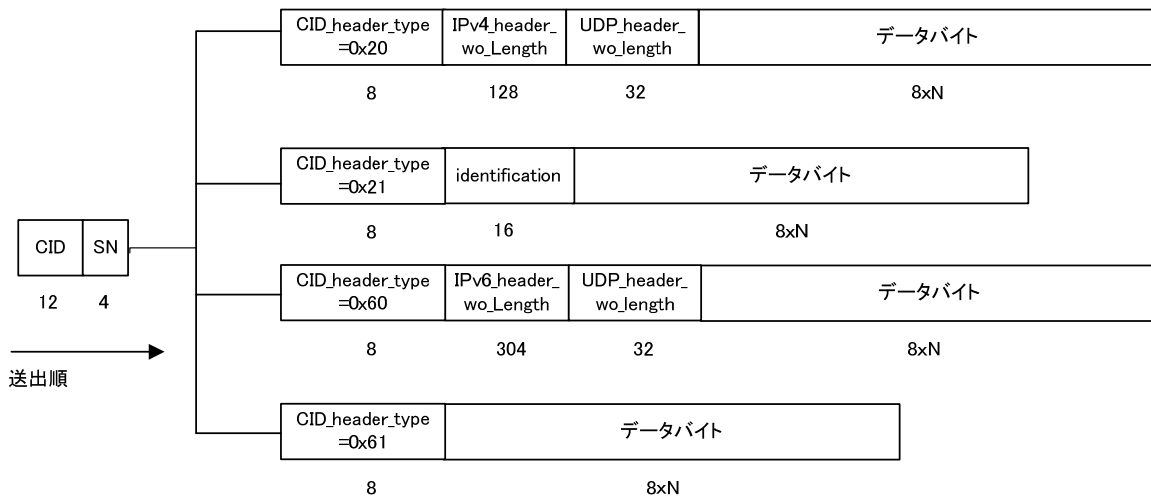 CID_header_type
=0x20
IPv4_header_
wo_Length
UDP_header_
wo_length
データバイト
8
128
32
8xN
CID_header_type
=0x21
identification
データバイト
8
16
8xN
CID
SN
12
4
送出順
CID_header_type
=0x60
IPv6_header_
wo_Length
UDP_header_
wo_length
データバイト
8
304
32
8xN
CID_header_type
=0x61
データバイト
8
8xN